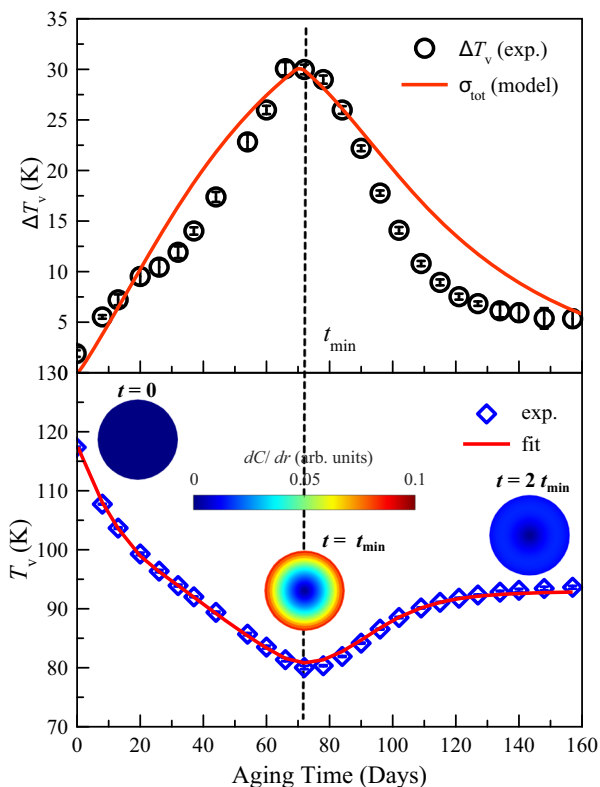 35
30
25
20
15
10
5
130
ΔTv (K)
ΔTv (exp.)
σtot (model)
tmin
120
110
100
90
80
70
Tv (K)
t = 0
exp.
fit
dC/ dr (arb. units)
0 0.05 0.1
t = 2 tmin
t = tmin
0 20 40 60 80 100 120 140 160
Aging Time (Days)